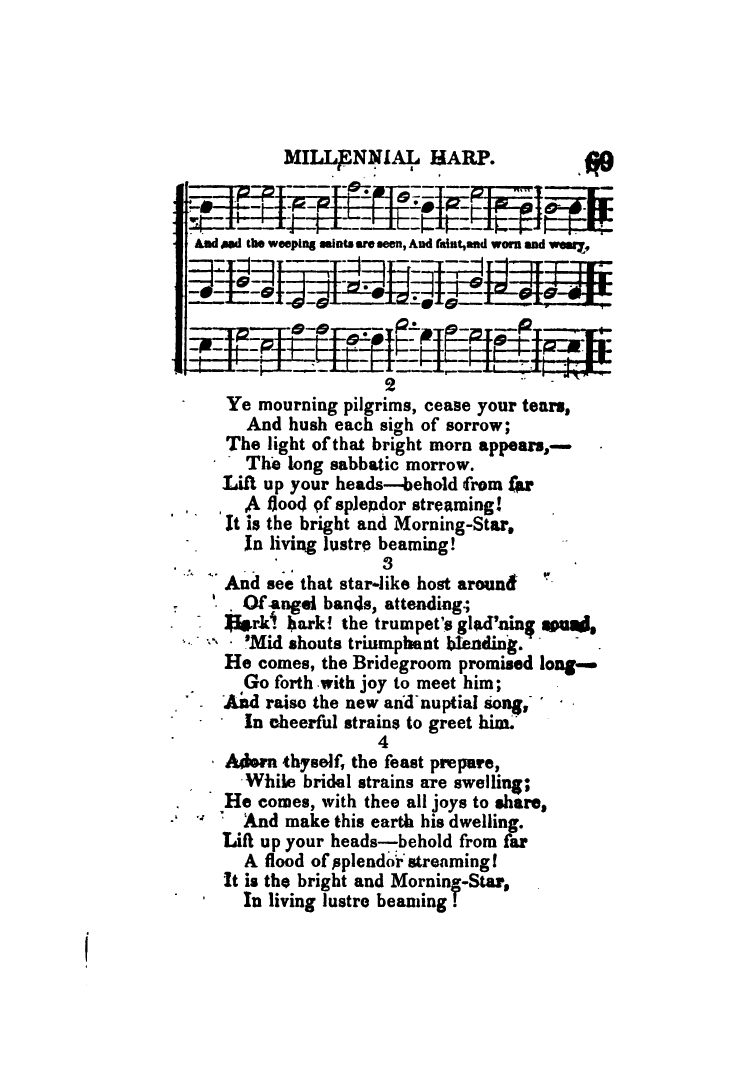 MILLENNIAL HARP. 69
And sad the weeping saints are seen, And faint, and worn and weary,
2
Ye mourning pilgrims, cease your tears,
And hush each sigh of sorrow;
The light of that bright morn appears,—
The long sabbatic morrow.
Lift up your heads—behold from far
A flood of splendor streaming!
It is the bright and Morning-Star,
In living lustre beaming!
3
And see that star-like host around
Of angel bands, attending;
Hark! hark! the trumpet's glad'ning sound,
'Mid shouts triumphant blending.
He comes, the Bridegroom promised long—
Go forth with joy to meet him;
And raise the new and nuptial song,
In cheerful strains to greet him.
4
Adorn thyself, the feast prepare,
While bridal strains are swelling;
He comes, with thee all joys to share,
And make this earth his dwelling.
Lift up your heads—behold from far
A flood of splendor streaming!
It is the bright and Morning-Star,
In living lustre beaming!